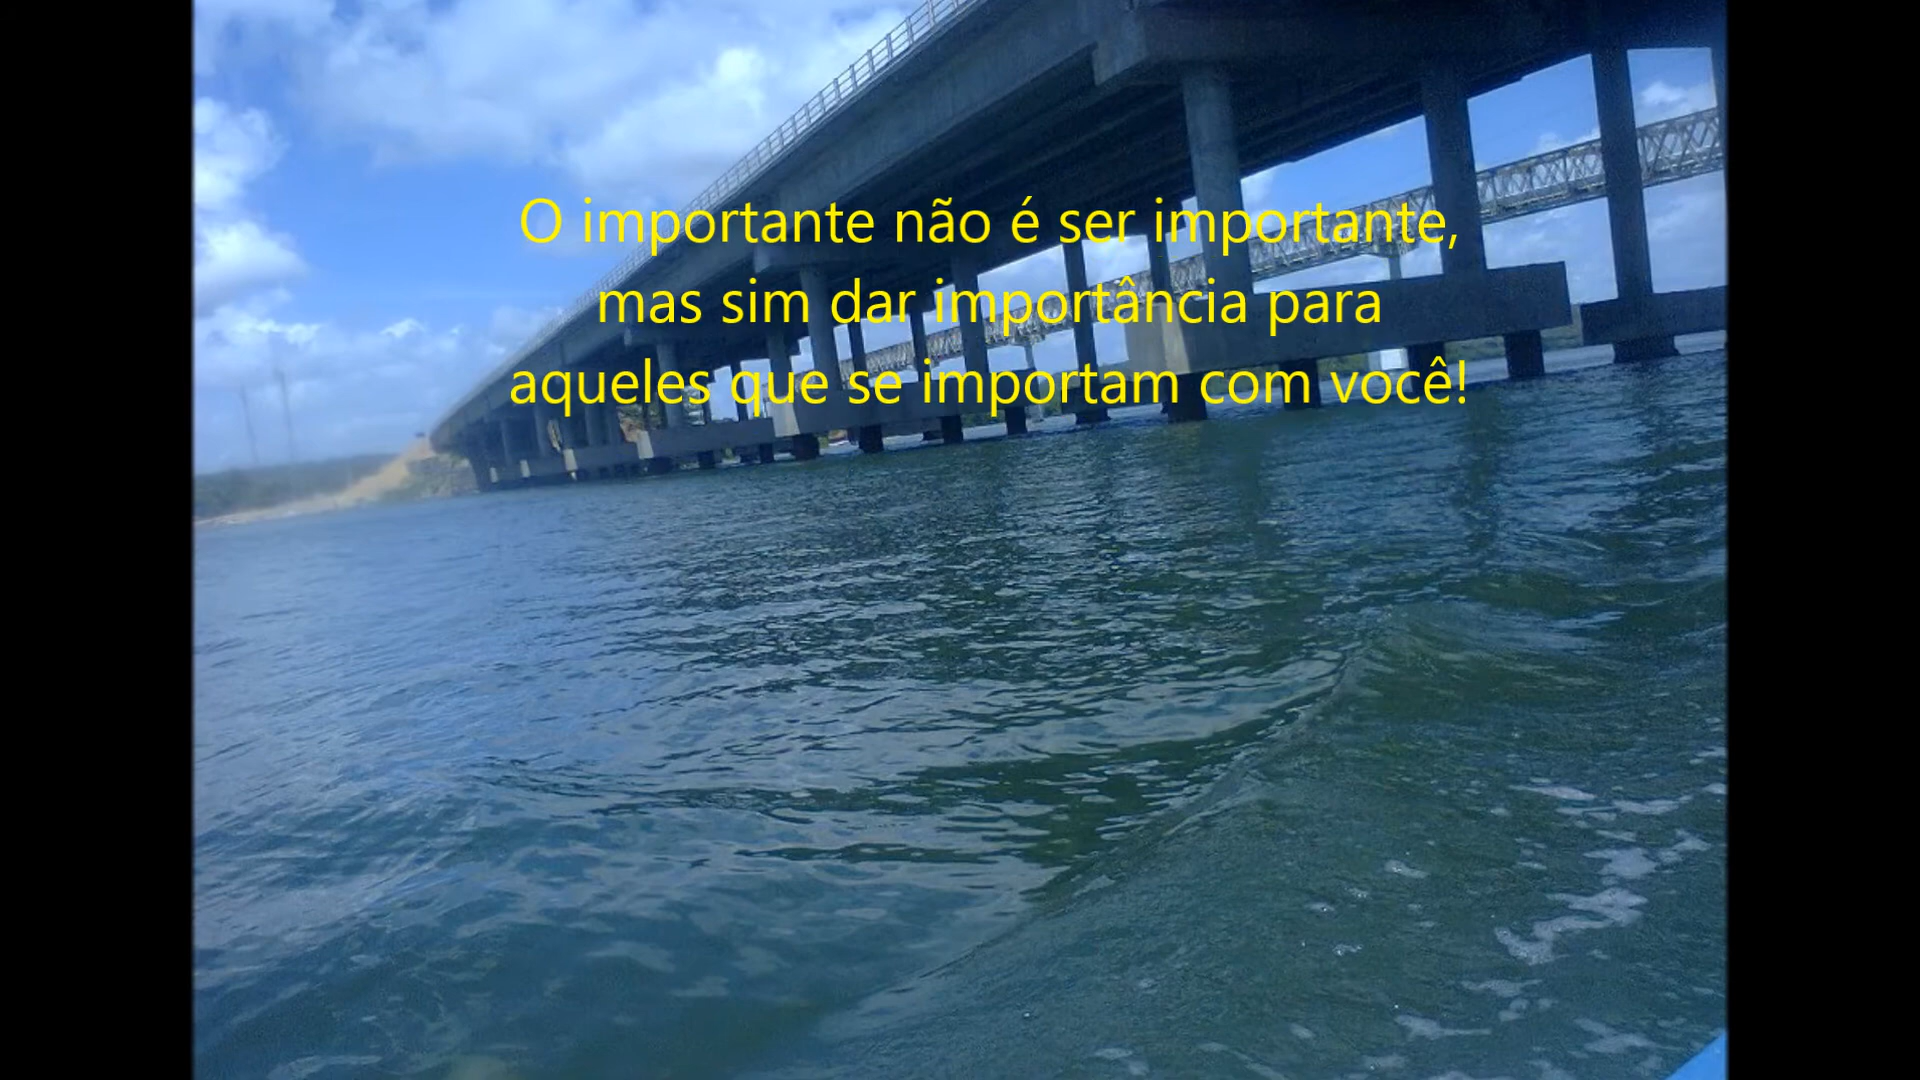 O importante não é ser importante,
mas sim dar importância para
aqueles que se importam com você!